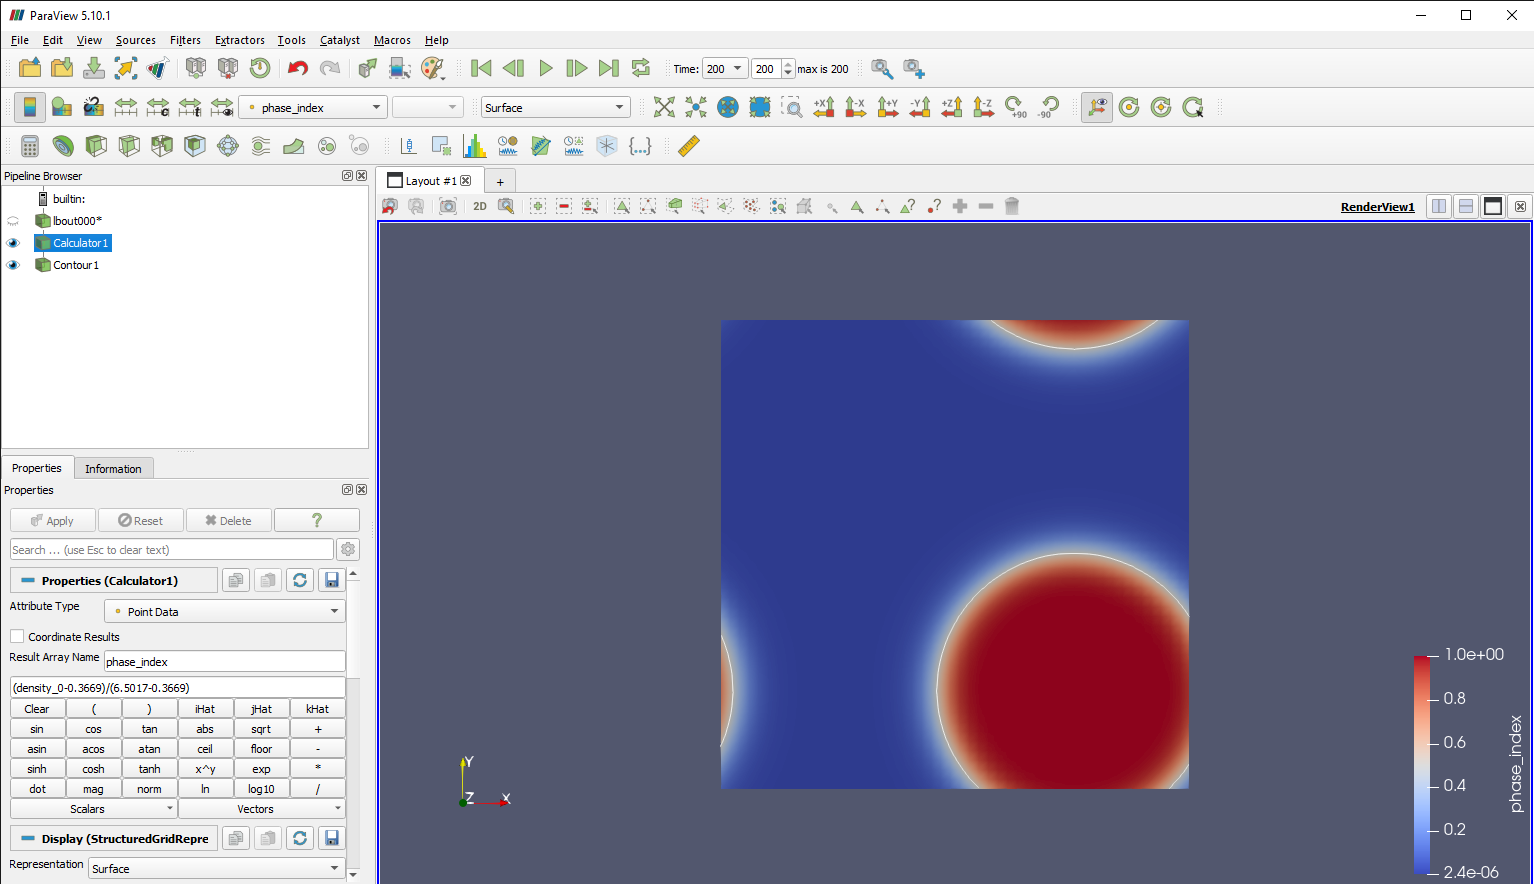 ParaView 5.10.1
File Edit View Sources Filters Extractors Tools Catalyst Macros Help
Time: 200 200 max is 200
phase_index Surface +X -X +Y -Y +Z -Z +90 -90
Pipeline Browser
Layout #1 +
builtin:
2D RenderView1
lbout000*
Calculator1
Contour1
Properties Information
Properties
Apply Reset Delete ?
Search ... (use Esc to clear text)
Properties (Calculator1)
Attribute Type Point Data
Coordinate Results
Result Array Name phase_index
(density_0-0.3669)/(6.5017-0.3669)
Clear ( ) iHat jHat kHat
sin cos tan abs sqrt +
asin acos atan ceil floor -
sinh cosh tanh x^y exp *
dot mag norm ln log10 /
Scalars Vectors
Display (StructuredGridRepre
Representation Surface
Y
Z X
1.0e+00
0.8
0.6
0.4
0.2
2.4e-06
phase_index